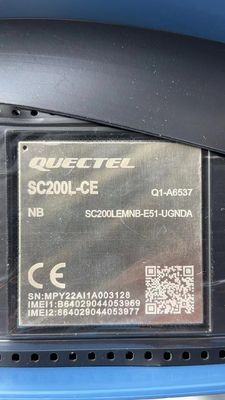 QUECTEL
SC200L-CE
Q1-A6537
NB
SC200LEMNB-E51-UGNDA
CE
SN:MPY22AI1A003128
IMEI1:864029044053969
IMEI2:864029044053977